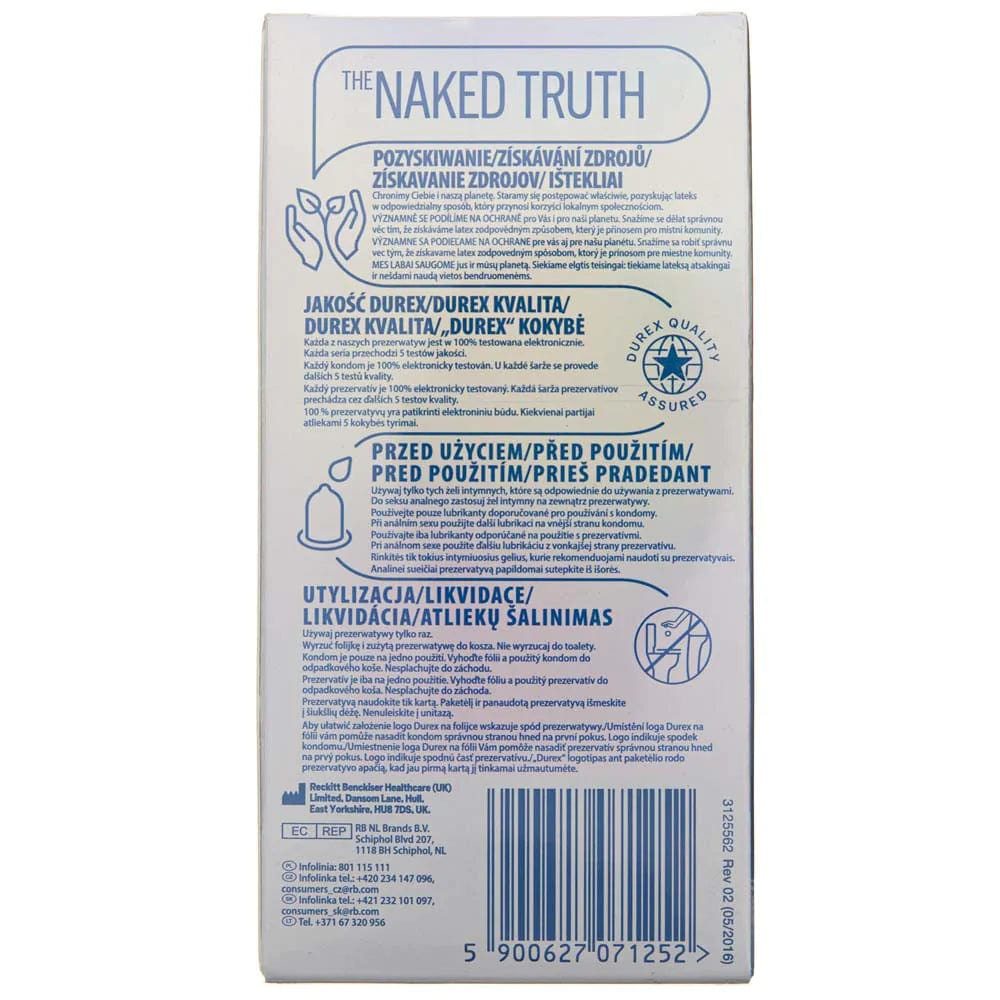 THE NAKED TRUTH
POZYSKIWANIE/ZÍSKÁVÁNÍ ZDROJŮ/
ZÍSKAVANIE ZDROJOV/ IŠTEKLIAI
Chronimy Ciebie i naszą planetę. Staramy się postępować właściwie, pozyskując lateks
w odpowiedzialny sposób, który przynosi korzyści lokalnym społecznościom.
VÝZNAMNĚ SE PODÍLÍME NA OCHRANĚ pro Vás i pro naši planetu. Snažíme se dělat správnou
věc tím, že získáváme latex zodpovědným způsobem, který je přínosem pro místní komunity.
VÝZNAMNE SA PODIEĽAME NA OCHRANE pre vás aj pre našu planétu. Snažíme sa robiť správnu
vec tým, že získavame latex zodpovedným spôsobom, ktorý je prínosom pre miestne komunity.
MES LABAI SAUGOME jus ir mūsų planetą. Siekiame elgtis teisingai: tiekiame lateksą atsakingai
ir nešdami naudą vietos bendruomenėms.
JAKOŚĆ DUREX/DUREX KVALITA/
DUREX KVALITA/„DUREX“ KOKYBĖ
Każda z naszych prezerwatyw jest w 100% testowana elektronicznie.
Każda seria przechodzi 5 testów jakości.
Každý kondom je 100% elektronicky testován. U každé šarže se provede
dalších 5 testů kvality.
Každý prezervatív je 100% elektronicky testovaný. Každá šarža prezervatívov
prechádza cez ďalších 5 testov kvality.
100 % prezervatyvų yra patikrinti elektroniniu būdu. Kiekvienai partijai
atliekami 5 kokybės tyrimai.
DUREX QUALITY
ASSURED
PRZED UŻYCIEM/PŘED POUŽITÍM/
PRED POUŽITÍM/PRIEŠ PRADEDANT
Używaj tylko tych żeli intymnych, które są odpowiednie do używania z prezerwatywami.
Do seksu analnego zastosuj żel intymny na zewnątrz prezerwatywy.
Používejte pouze lubrikanty doporučované pro používání s kondomy.
Při análním sexu použijte další lubrikaci na vnější stranu kondomu.
Používajte iba lubrikanty odporúčané na použitie s prezervatívmi.
Pri análnom sexe použite ďalšiu lubrikáciu z vonkajšej strany prezervatívu.
Rinkitės tik tokius intymiuosius gelius, kurie rekomenduojami naudoti su prezervatyvais.
Analinei sueičiai prezervatyvą papildomai sutepkite iš išorės.
UTYLIZACJA/LIKVIDACE/
LIKVIDÁCIA/ATLIEKŲ ŠALINIMAS
Używaj prezerwatywy tylko raz.
Wyrzuć folijkę i zużytą prezerwatywę do kosza. Nie wyrzucaj do toalety.
Kondom je pouze na jedno použití. Vyhoďte fólii a použitý kondom do
odpadkového koše. Nesplachujte do záchodu.
Prezervatív je iba na jedno použitie. Vyhoďte fóliu a použitý prezervatív do
odpadkového koša. Nesplachujte do záchoda.
Prezervatyvą naudokite tik kartą. Paketėlį ir panaudotą prezervatyvą išmeskite
į šiukšlių dėžę. Nenuleiskite į unitazą.
Aby ułatwić założenie logo Durex na folijce wskazuje spód prezerwatywy./Umístění loga Durex na
fólii vám pomůže nasadit kondom správnou stranou hned na první pokus. Logo indikuje spodek
kondomu./Umiestnenie loga Durex na fólii Vám pomôže nasadiť prezervatív správnou stranou hneď
na prvý pokus. Logo indikuje spodnú časť prezervatívu./„Durex“ logotipas ant paketėlio rodo
prezervatyvo apačią, kad jau pirmą kartą jį tinkamai užmautumėte.
Reckitt Benckiser Healthcare (UK)
Limited, Dansom Lane, Hull,
East Yorkshire, HU8 7DS, UK.
EC REP
RB NL Brands B.V.
Schiphol Blvd 207,
1118 BH Schiphol, NL
PL Infolinia: 801 115 111
CZ Infolinka tel.: +420 234 147 096,
consumers_cz@rb.com
SK Infolinka tel.: +421 232 101 097,
consumers_sk@rb.com
LT Tel. +371 67 320 956
5 900627 071252 >
3125562 Rev 02 (05/2016)